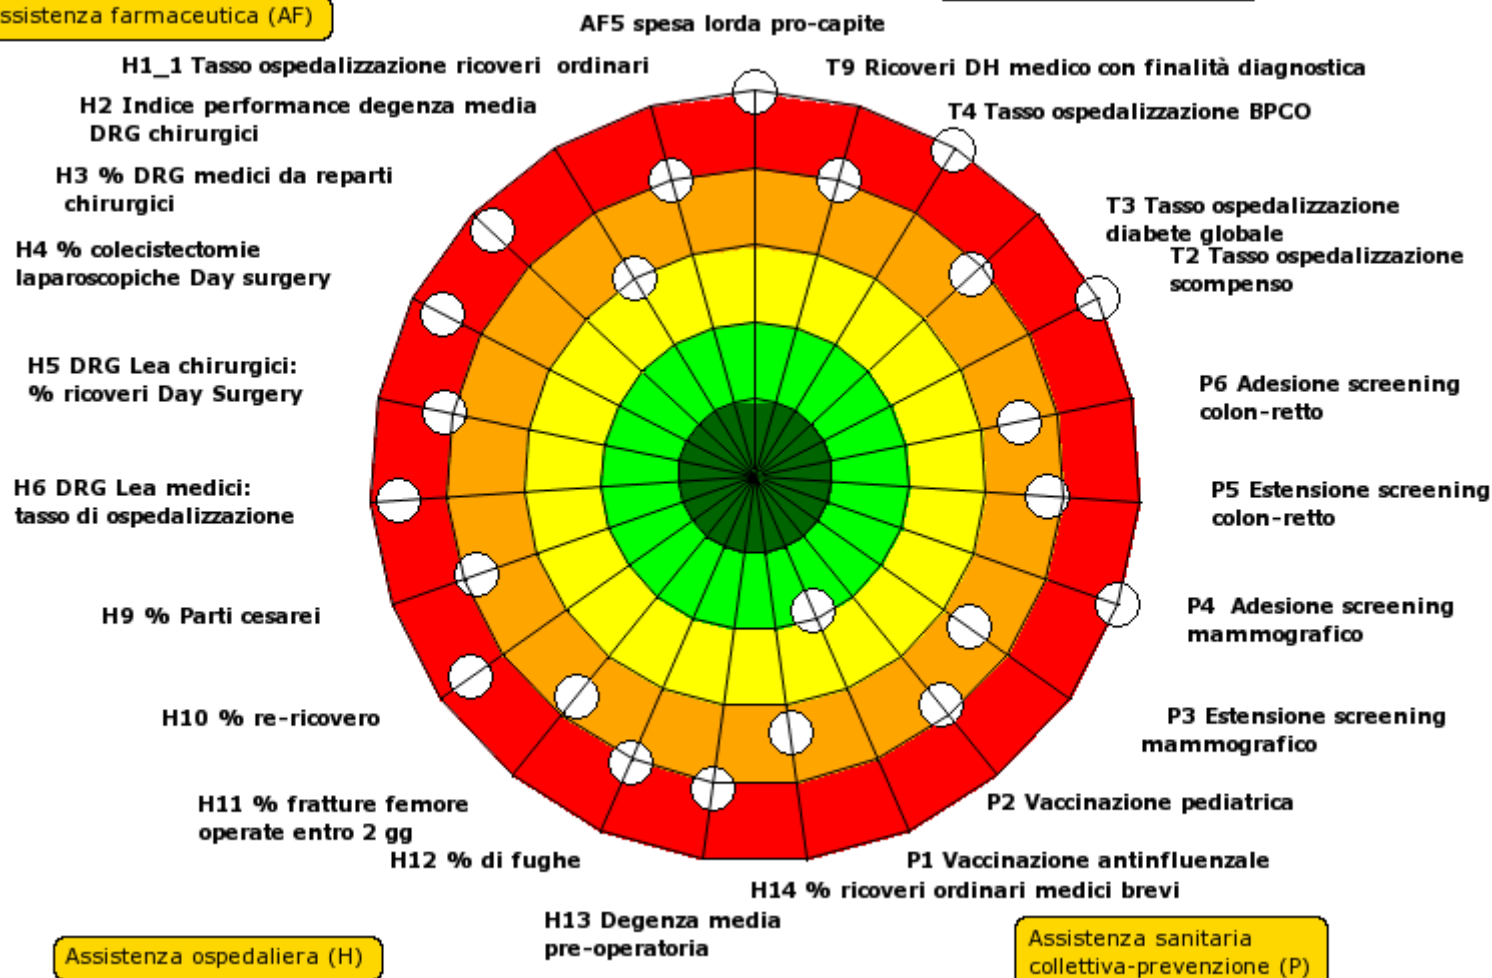 ssistenza farmaceutica (AF)
AF5 spesa lorda pro-capite
H1_1 Tasso ospedalizzazione ricoveri ordinari
T9 Ricoveri DH medico con finalità diagnostica
H2 Indice performance degenza media
DRG chirurgici
T4 Tasso ospedalizzazione BPCO
H3 % DRG medici da reparti
chirurgici
T3 Tasso ospedalizzazione
diabete globale
H4 % colecistectomie
laparoscopiche Day surgery
T2 Tasso ospedalizzazione
scompenso
H5 DRG Lea chirurgici:
% ricoveri Day Surgery
P6 Adesione screening
colon-retto
H6 DRG Lea medici:
tasso di ospedalizzazione
P5 Estensione screening
colon-retto
H9 % Parti cesarei
P4 Adesione screening
mammografico
H10 % re-ricovero
P3 Estensione screening
mammografico
H11 % fratture femore
operate entro 2 gg
P2 Vaccinazione pediatrica
H12 % di fughe
P1 Vaccinazione antinfluenzale
H14 % ricoveri ordinari medici brevi
H13 Degenza media
pre-operatoria
Assistenza ospedaliera (H)
Assistenza sanitaria
collettiva-prevenzione (P)